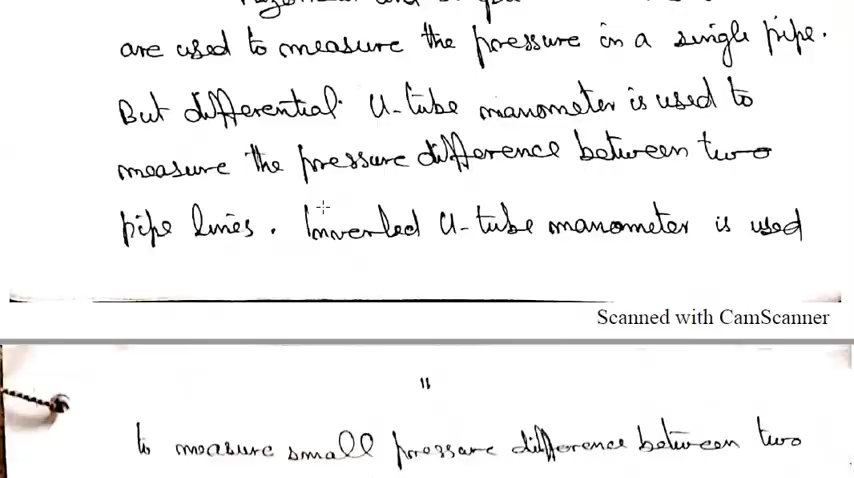 are used to measure the pressure in a single pipe.
But differential U-tube manometer is used to
measure the pressure difference between two
pipe lines. Inverted U-tube manometer is used
Scanned with CamScanner
11
to measure small pressure difference between two